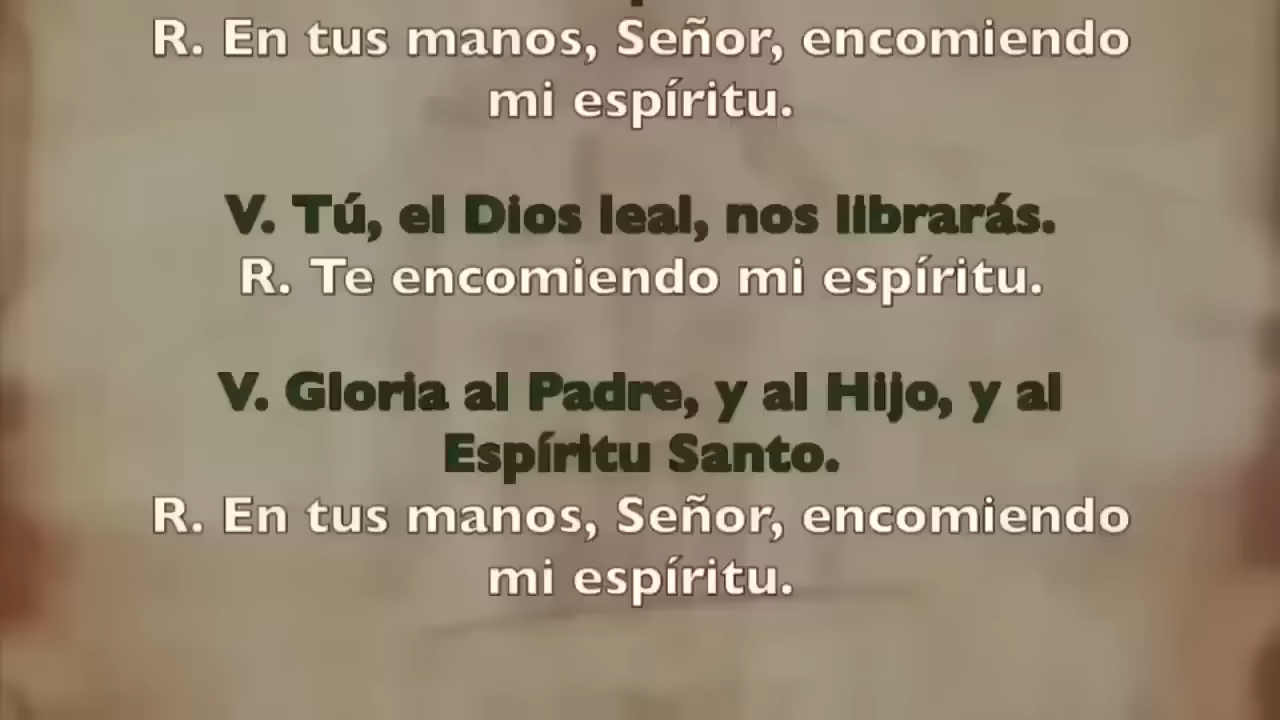 R. En tus manos, Señor, encomiendo
mi espíritu.
V. Tú, el Dios leal, nos librarás.
R. Te encomiendo mi espíritu.
V. Gloria al Padre, y al Hijo, y al
Espíritu Santo.
R. En tus manos, Señor, encomiendo
mi espíritu.